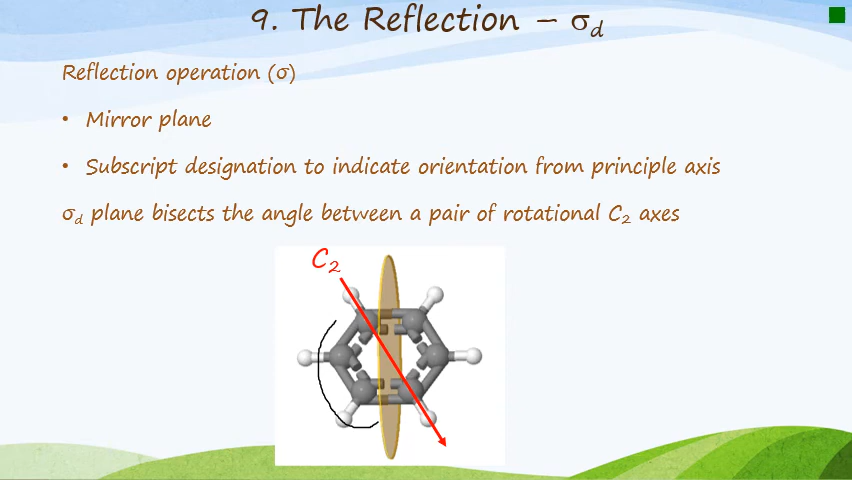 9. The Reflection – σd
Reflection operation (σ)
• Mirror plane
• Subscript designation to indicate orientation from principle axis
σd plane bisects the angle between a pair of rotational C2 axes
C2